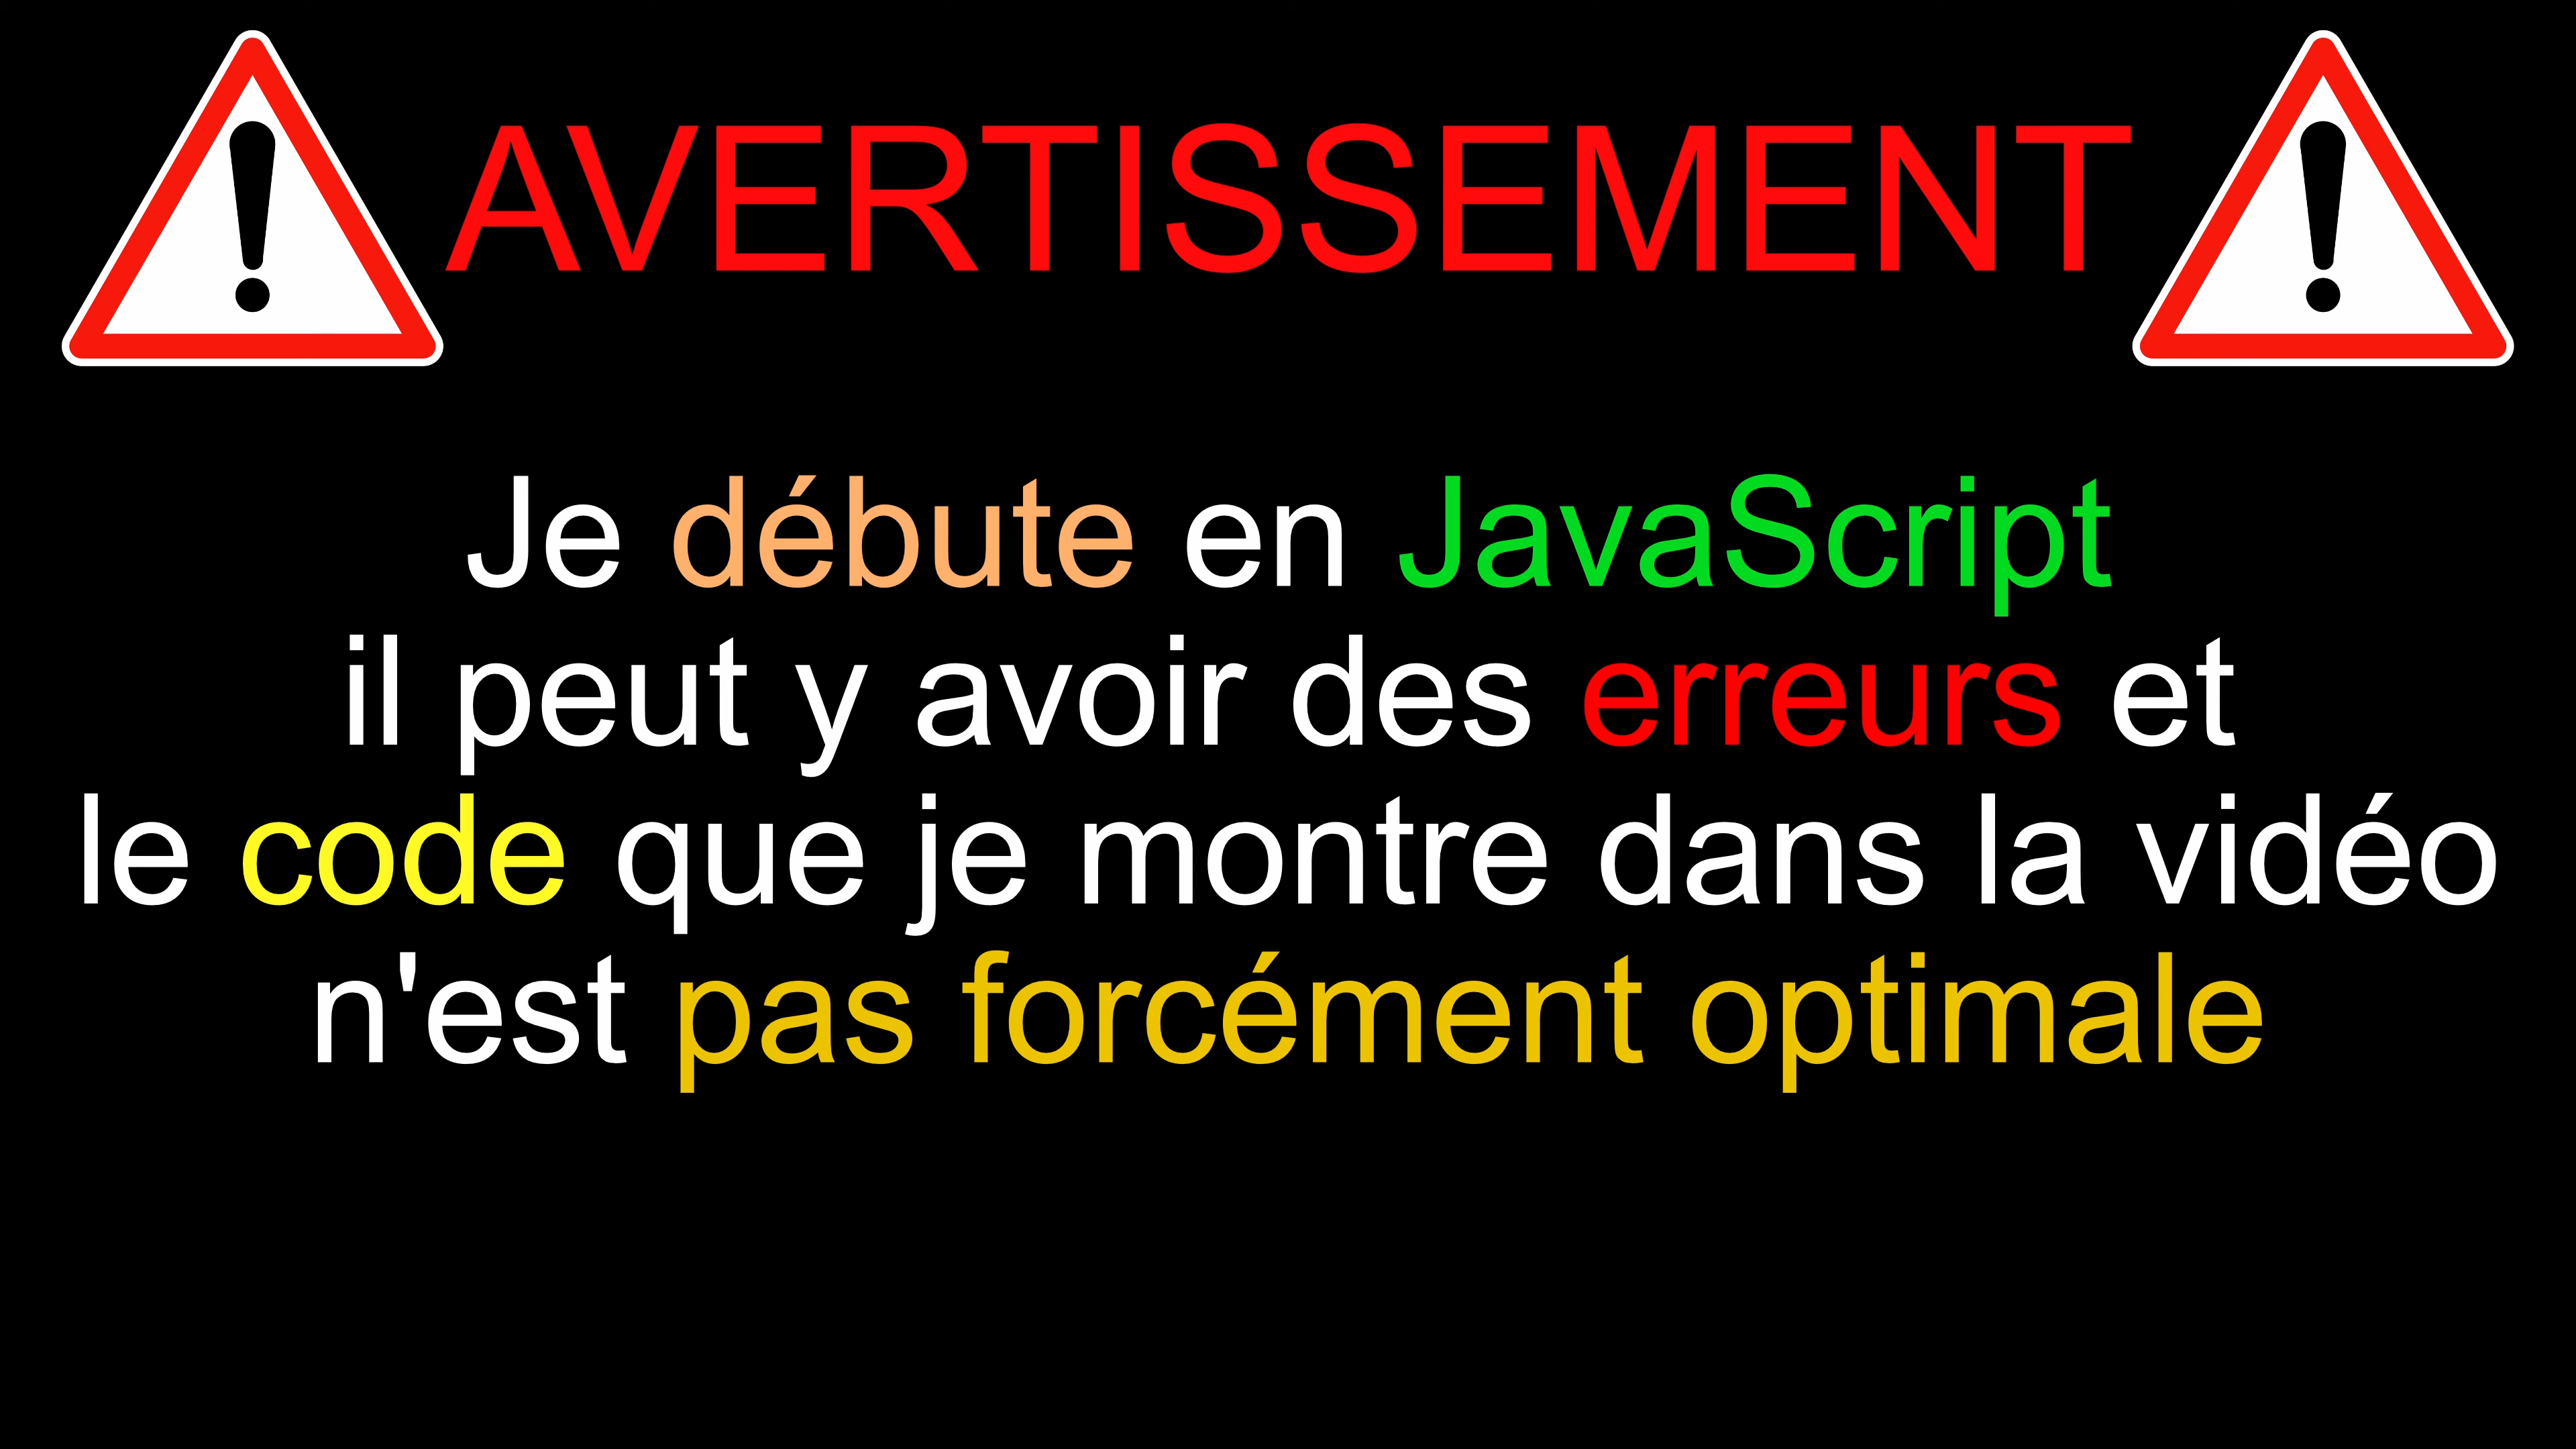 AVERTISSEMENT
Je débute en JavaScript
il peut y avoir des erreurs et
le code que je montre dans la vidéo
n'est pas forcément optimale